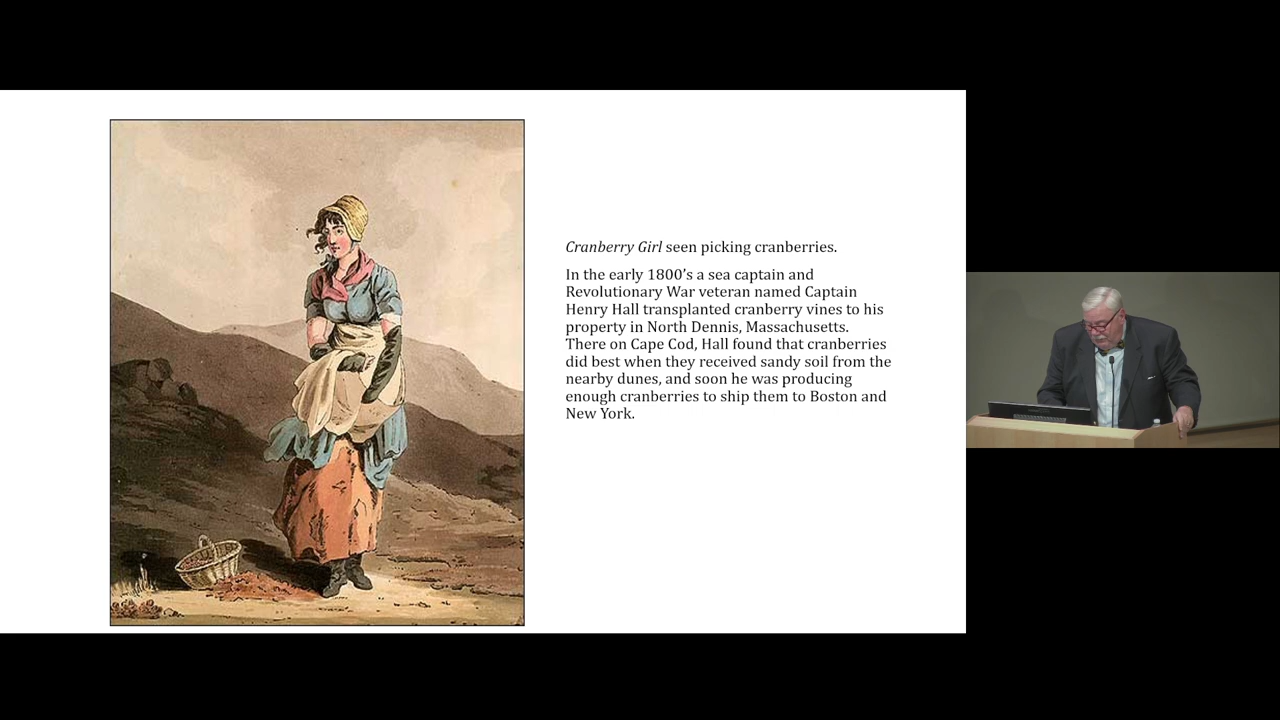 Cranberry Girl seen picking cranberries.
In the early 1800’s a sea captain and
Revolutionary War veteran named Captain
Henry Hall transplanted cranberry vines to his
property in North Dennis, Massachusetts.
There on Cape Cod, Hall found that cranberries
did best when they received sandy soil from the
nearby dunes, and soon he was producing
enough cranberries to ship them to Boston and
New York.